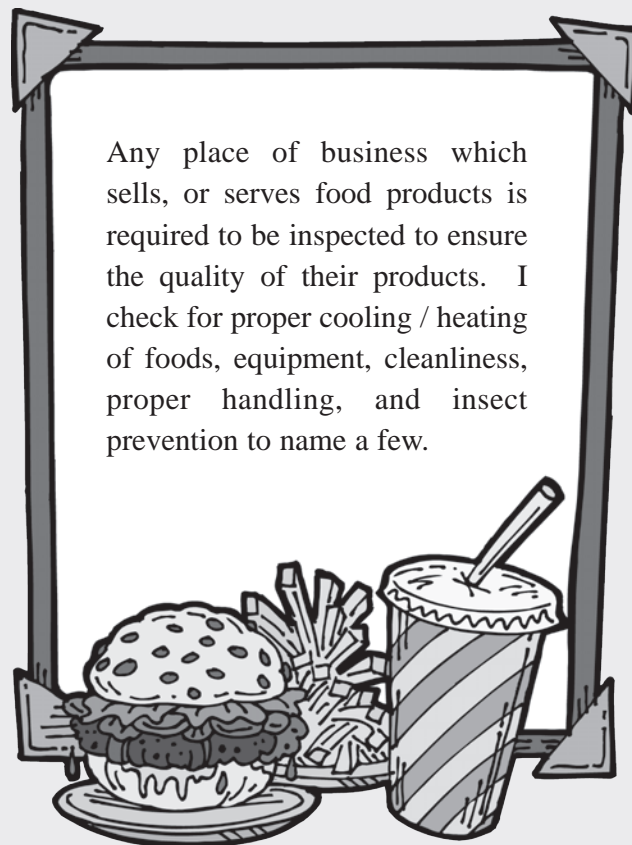 Any place of business which
sells, or serves food products is
required to be inspected to ensure
the quality of their products.  I
check for proper cooling / heating
of foods, equipment, cleanliness,
proper handling, and insect
prevention to name a few.